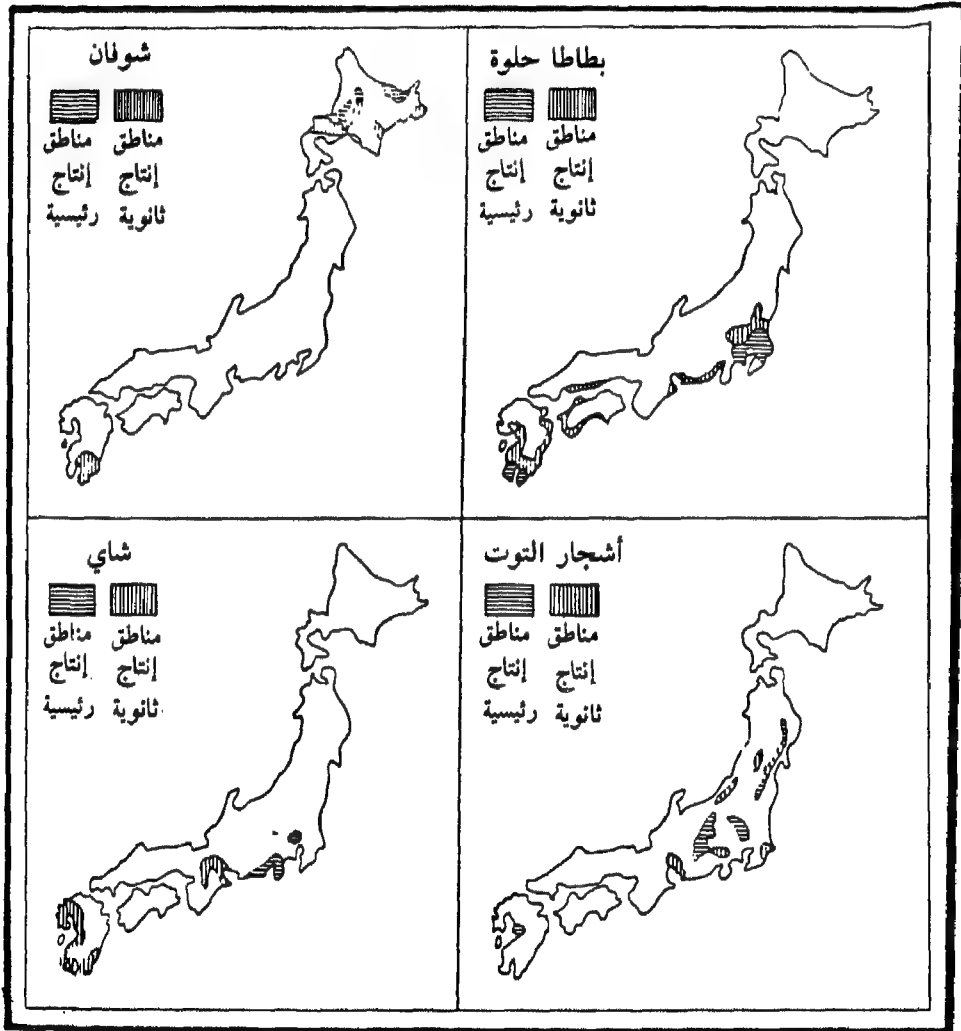 شوفان
مناطق مناطق
إنتاج إنتاج
ثانوية رئيسية
بطاطا حلوة
مناطق مناطق
إنتاج إنتاج
ثانوية رئيسية
شاي
مناطق مناطق
إنتاج إنتاج
ثانوية رئيسية
أشجار التوت
مناطق مناطق
إنتاج إنتاج
ثانوية رئيسية